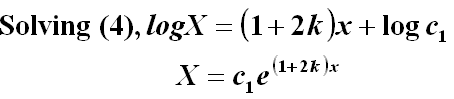 Solving (4), logX = (1 + 2k)x + log c₁
X = c₁e⁽¹⁺²ᵏ⁾ˣ